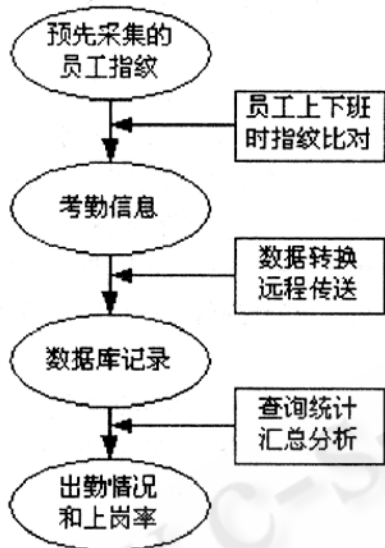 预先采集的
员工指纹
员工上下班
时指纹比对
考勤信息
数据转换
远程传送
数据库记录
查询统计
汇总分析
出勤情况
和上岗率